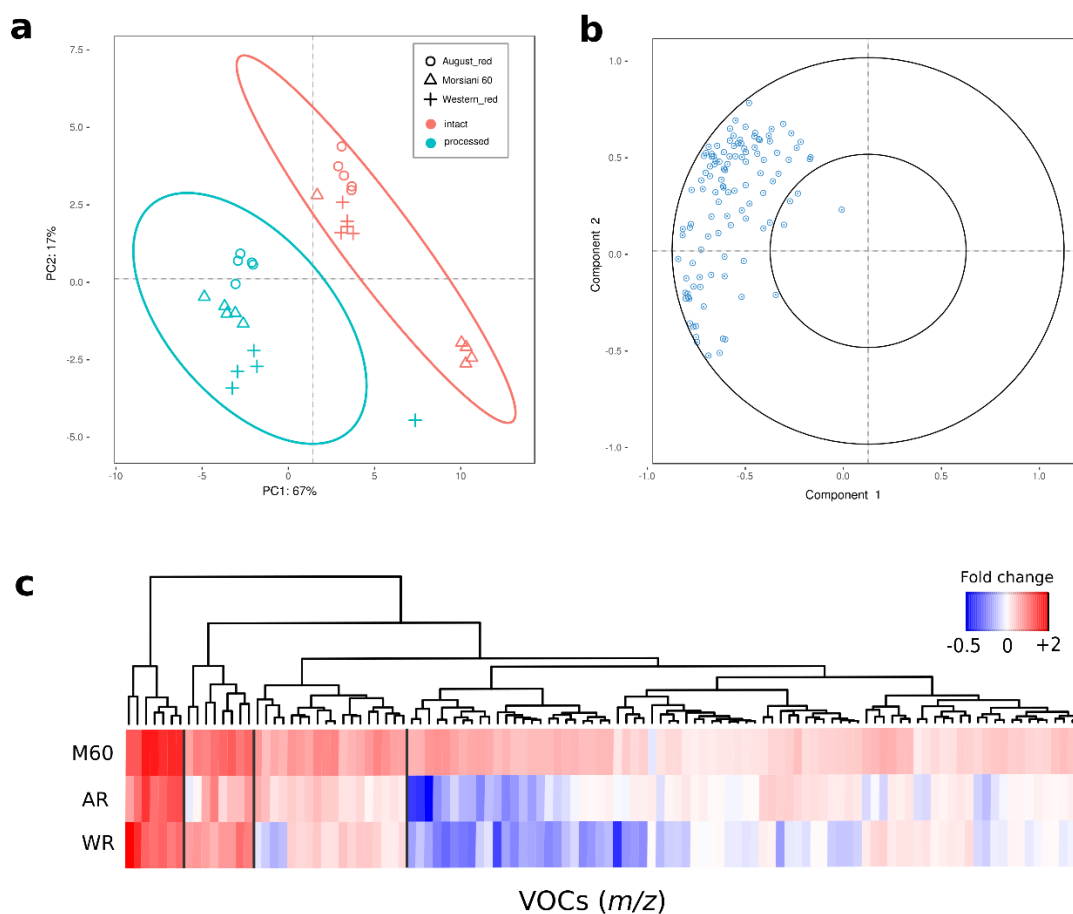 a
7.5
5.0
2.5
0.0
-2.5
-5.0
PC2: 17%
-10
-5
0
5
10
PC1: 67%
August_red
Morsiani 60
Western_red
intact
processed
b
1.0
0.5
0.0
-0.5
-1.0
Component 2
-1.0
-0.5
0.0
0.5
1.0
Component 1
c
Fold change
-0.5 0 +2
M60
AR
WR
VOCs (m/z)